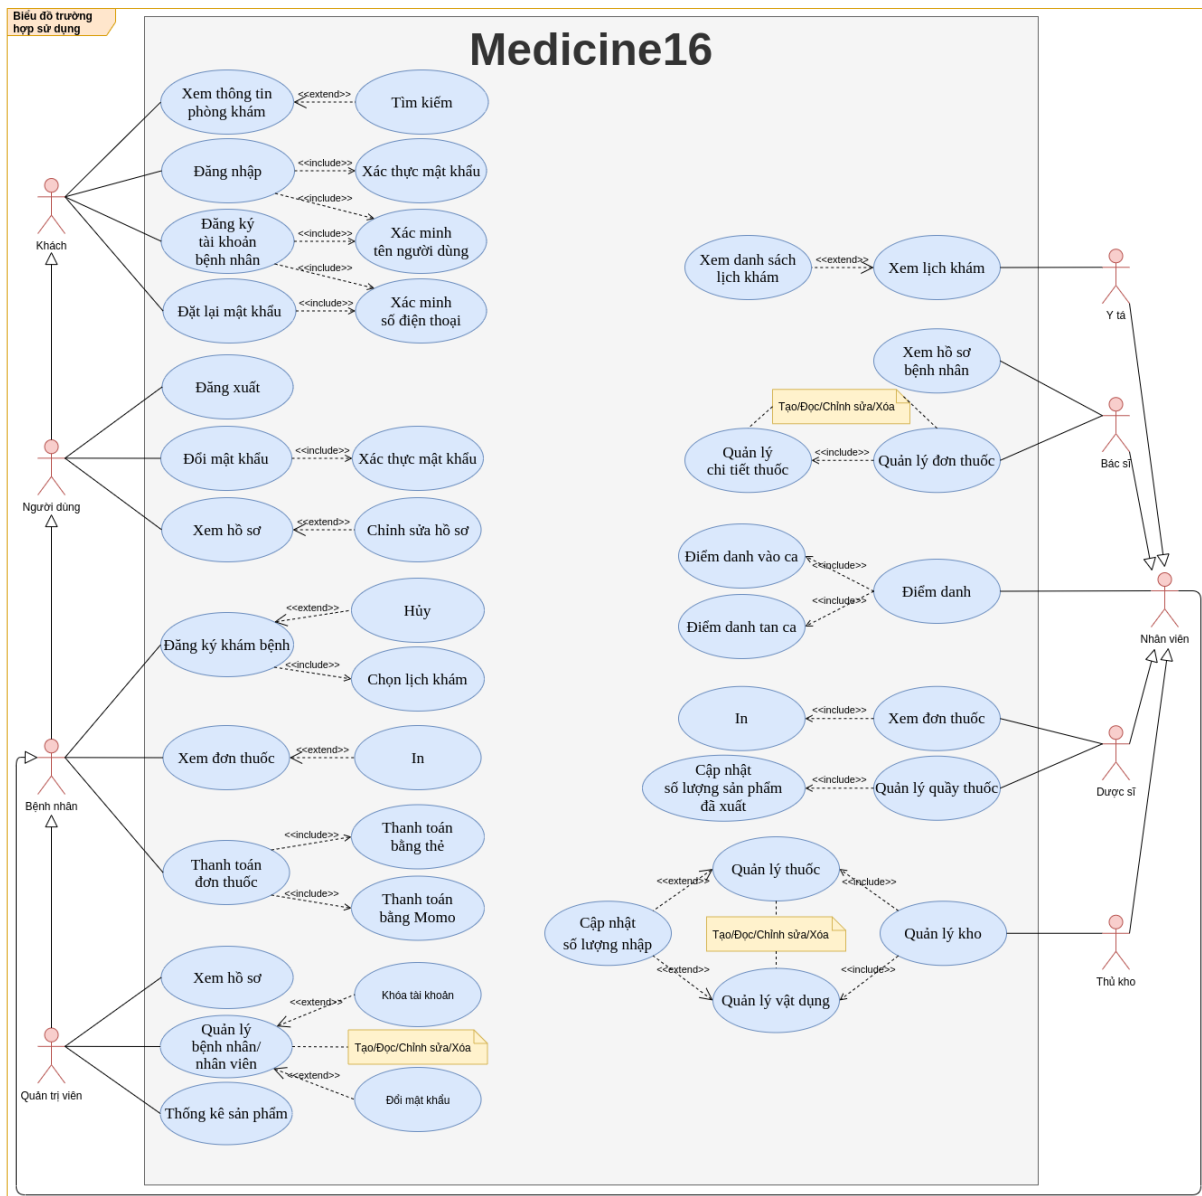 Biểu đồ trường
hợp sử dụng
Medicine16
Xem thông tin
phòng khám
<<extend>>
Tìm kiếm
Đăng nhập
<<include>>
Xác thực mật khẩu
<<include>>
Khách
Đăng ký
tài khoản
bệnh nhân
<<include>>
Xác minh
tên người dùng
<<include>>
Đặt lại mật khẩu
<<include>>
Xác minh
số điện thoại
Đăng xuất
Người dùng
Đổi mật khẩu
<<include>>
Xác thực mật khẩu
Xem hồ sơ
<<extend>>
Chỉnh sửa hồ sơ
Đăng ký khám bệnh
<<extend>>
Hủy
<<include>>
Chọn lịch khám
Bệnh nhân
Xem đơn thuốc
<<extend>>
In
Thanh toán
đơn thuốc
<<include>>
Thanh toán
bằng thẻ
<<include>>
Thanh toán
bằng Momo
Xem hồ sơ
Quản trị viên
Quản lý
bệnh nhân/
nhân viên
<<extend>>
Khóa tài khoản
Tạo/Đọc/Chỉnh sửa/Xóa
<<extend>>
Đổi mật khẩu
Thống kê sản phẩm
Xem danh sách
lịch khám
<<extend>>
Xem lịch khám
Y tá
Xem hồ sơ
bệnh nhân
Tạo/Đọc/Chỉnh sửa/Xóa
Quản lý
chi tiết thuốc
<<include>>
Quản lý đơn thuốc
Bác sĩ
Điểm danh vào ca
<<include>>
Điểm danh
<<include>>
Điểm danh tan ca
Nhân viên
In
<<include>>
Xem đơn thuốc
Cập nhật
số lượng sản phẩm
đã xuất
<<include>>
Quản lý quầy thuốc
Dược sĩ
Quản lý thuốc
<<extend>>
<<include>>
Cập nhật
số lượng nhập
Tạo/Đọc/Chỉnh sửa/Xóa
Quản lý kho
<<extend>>
<<include>>
Quản lý vật dụng
Thủ kho